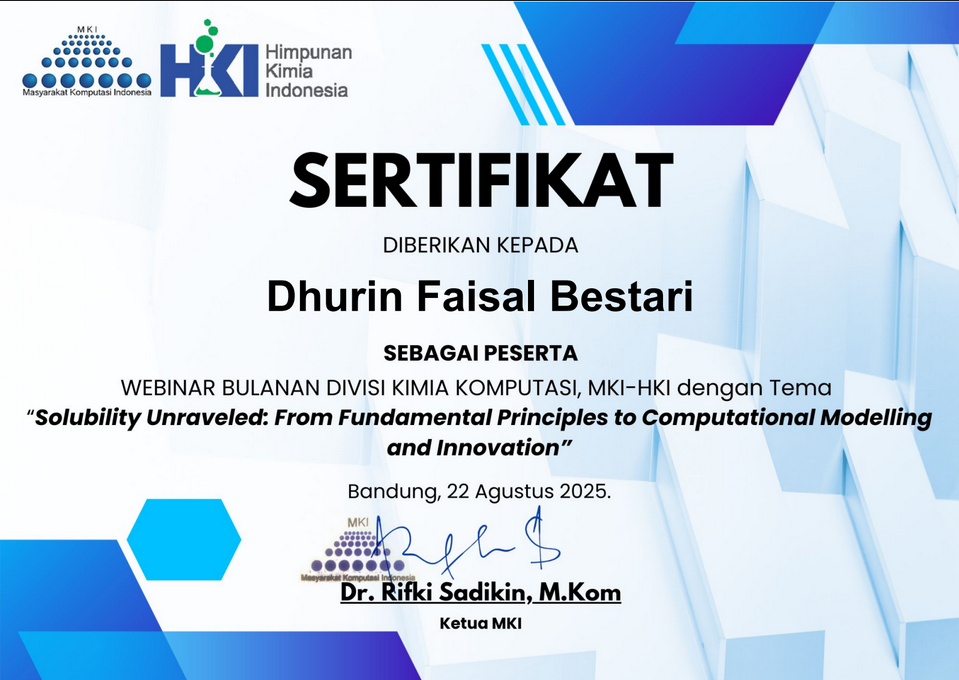 MKI
Masyarakat Komputasi Indonesia
HKI
Himpunan
Kimia
Indonesia
SERTIFIKAT
DIBERIKAN KEPADA
Dhurin Faisal Bestari
SEBAGAI PESERTA
WEBINAR BULANAN DIVISI KIMIA KOMPUTASI, MKI-HKI dengan Tema
“Solubility Unraveled: From Fundamental Principles to Computational Modelling
and Innovation”
Bandung, 22 Agustus 2025.
MKI
Masyarakat Komputasi Indonesia
Dr. Rifki Sadikin, M.Kom
Ketua MKI